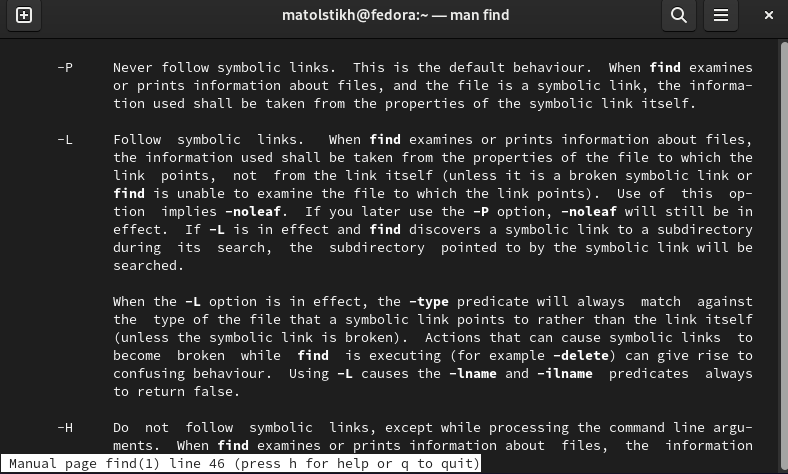 matolstikh@fedora:~ — man find
-P Never follow symbolic links. This is the default behaviour. When find examines
or prints information about files, and the file is a symbolic link, the informa-
tion used shall be taken from the properties of the symbolic link itself.
-L Follow symbolic links. When find examines or prints information about files,
the information used shall be taken from the properties of the file to which the
link points, not from the link itself (unless it is a broken symbolic link or
find is unable to examine the file to which the link points). Use of this op-
tion implies -noleaf. If you later use the -P option, -noleaf will still be in
effect. If -L is in effect and find discovers a symbolic link to a subdirectory
during its search, the subdirectory pointed to by the symbolic link will be
searched.
When the -L option is in effect, the -type predicate will always match against
the type of the file that a symbolic link points to rather than the link itself
(unless the symbolic link is broken). Actions that can cause symbolic links to
become broken while find is executing (for example -delete) can give rise to
confusing behaviour. Using -L causes the -lname and -ilname predicates always
to return false.
-H Do not follow symbolic links, except while processing the command line argu-
ments. When find examines or prints information about files, the information
Manual page find(1) line 46 (press h for help or q to quit)